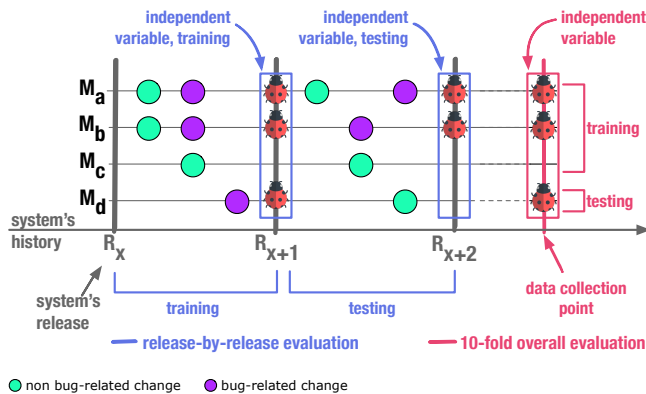 independent
variable, training
independent
variable, testing
independent
variable
Ma
Mb
Mc
Md
training
testing
system's
history
Rx
Rx+1
Rx+2
system's
release
training
testing
data collection
point
release-by-release evaluation
10-fold overall evaluation
non bug-related change
bug-related change